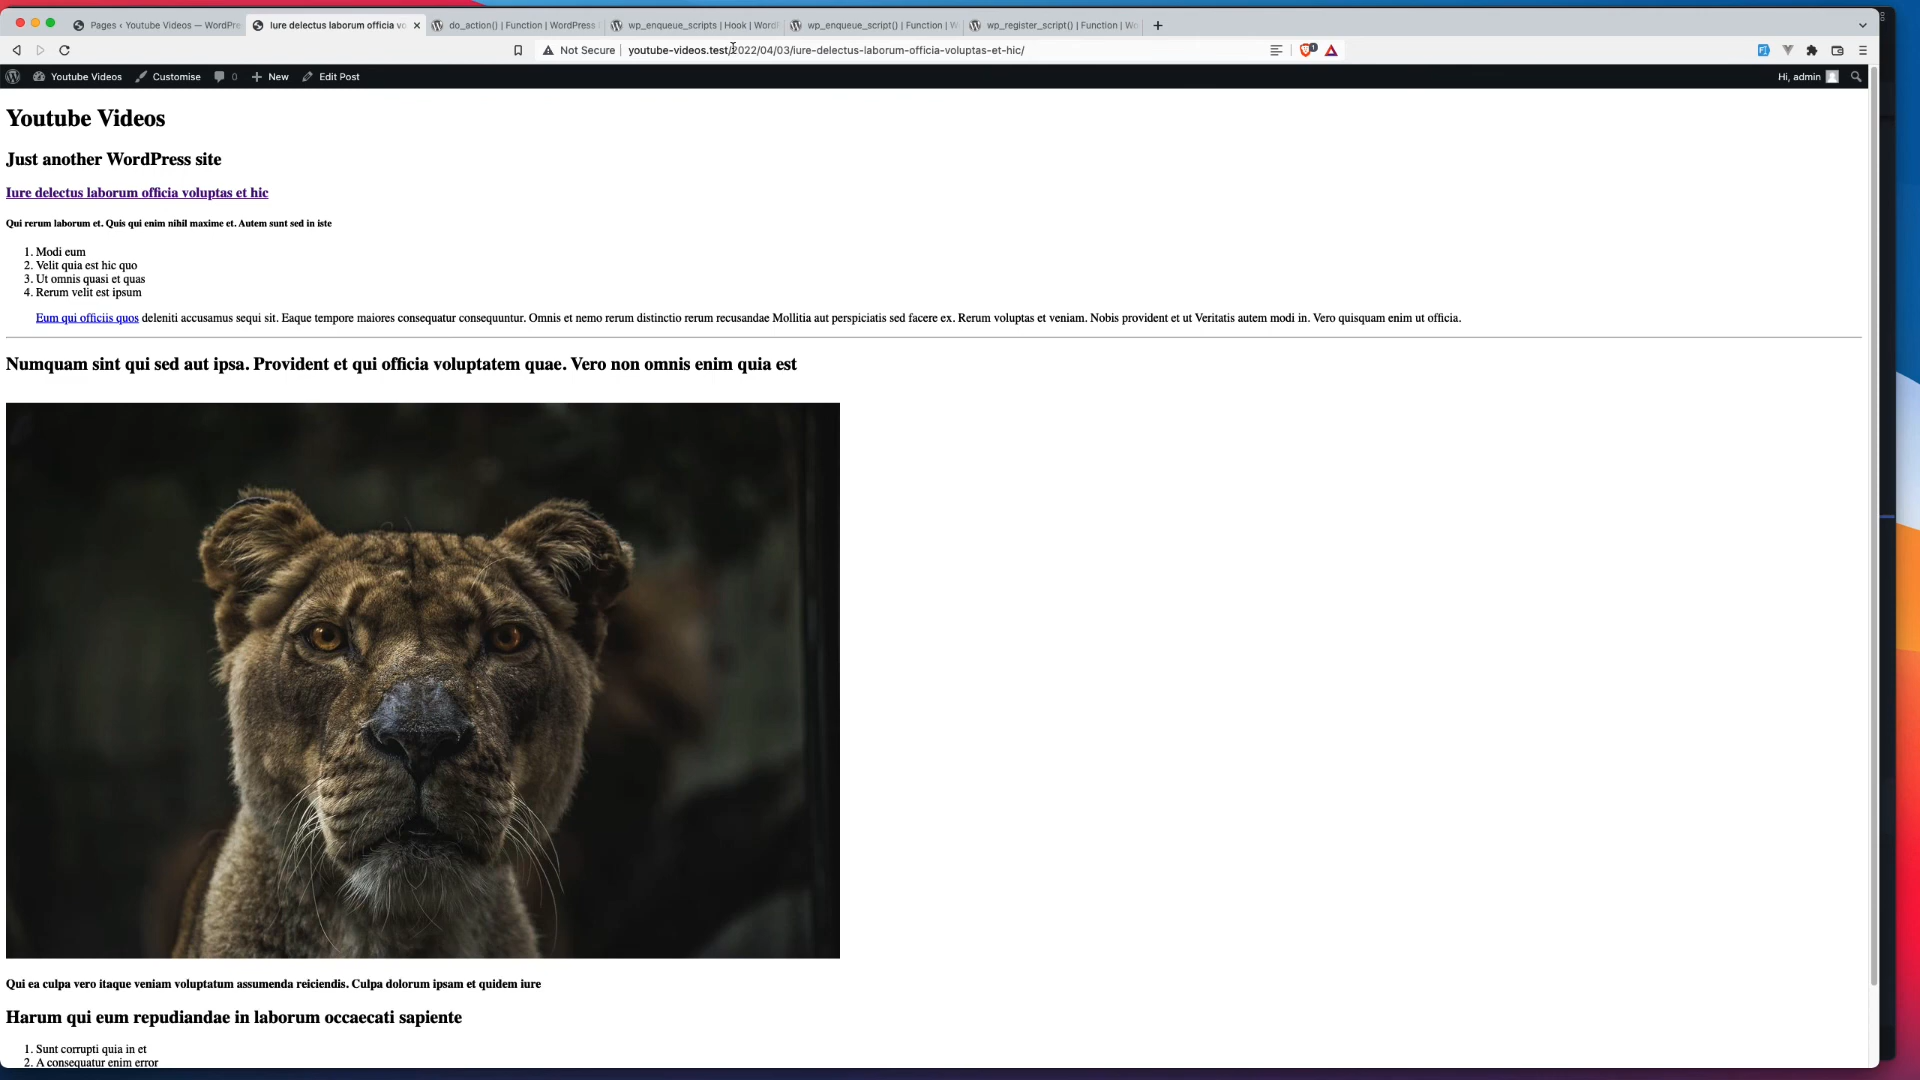 Pages ‹ Youtube Videos — WordPre
Iure delectus laborum officia vo
do_action() | Function | WordPress
wp_enqueue_scripts | Hook | Word
wp_enqueue_script() | Function | W
wp_register_script() | Function | Wo
Not Secure
youtube-videos.test/2022/04/03/iure-delectus-laborum-officia-voluptas-et-hic/
1
Youtube Videos
Customise
0
New
Edit Post
Hi, admin
Youtube Videos
Just another WordPress site
Iure delectus laborum officia voluptas et hic
Qui rerum laborum et. Quis qui enim nihil maxime et. Autem sunt sed in iste
1. Modi eum
2. Velit quia est hic quo
3. Ut omnis quasi et quas
4. Rerum velit est ipsum
Eum qui officiis quos deleniti accusamus sequi sit. Eaque tempore maiores consequatur consequuntur. Omnis et nemo rerum distinctio rerum recusandae Mollitia aut perspiciatis sed facere ex. Rerum voluptas et veniam. Nobis provident et ut Veritatis autem modi in. Vero quisquam enim ut officia.
Numquam sint qui sed aut ipsa. Provident et qui officia voluptatem quae. Vero non omnis enim quia est
Qui ea culpa vero itaque veniam voluptatum assumenda reiciendis. Culpa dolorum ipsam et quidem iure
Harum qui eum repudiandae in laborum occaecati sapiente
1. Sunt corrupti quia in et
2. A consequatur enim error